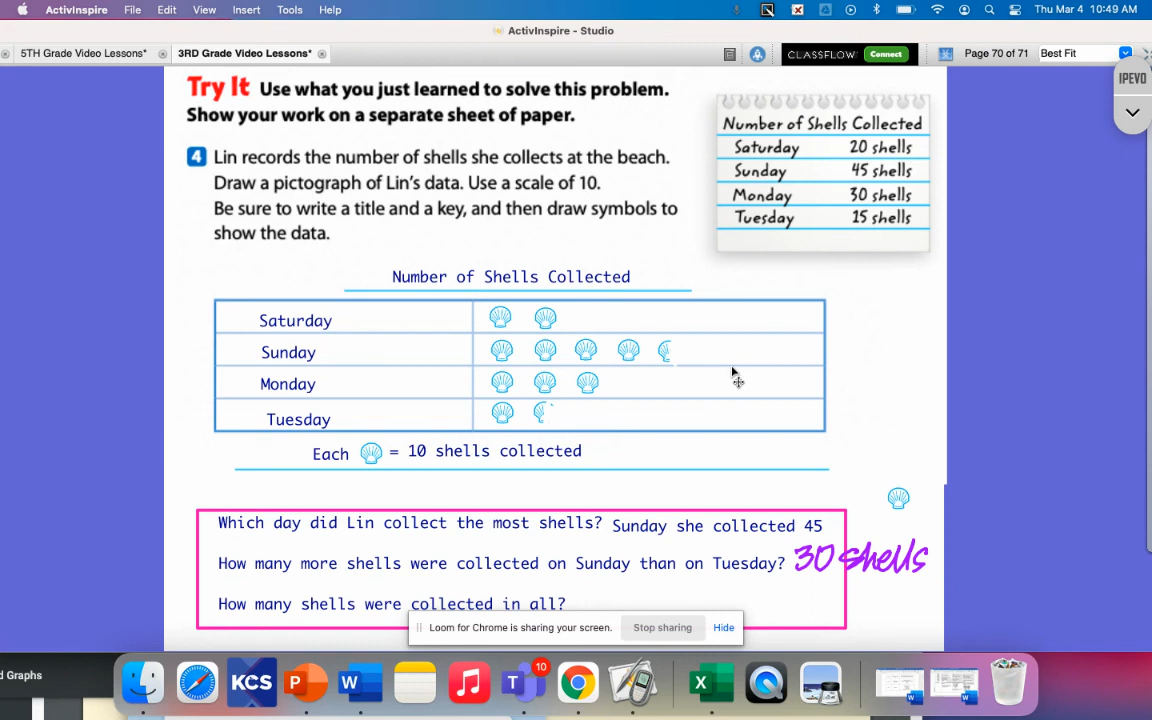 ActivInspire File Edit View Insert Tools Help Thu Mar 4 10:49 AM
ActivInspire - Studio
5TH Grade Video Lessons* 3RD Grade Video Lessons* CLASSFLOW Connect Page 70 of 71 Best Fit
IPEVO
Try It Use what you just learned to solve this problem.
Show your work on a separate sheet of paper.
4 Lin records the number of shells she collects at the beach.
Draw a pictograph of Lin's data. Use a scale of 10.
Be sure to write a title and a key, and then draw symbols to
show the data.
Number of Shells Collected
Saturday 20 shells
Sunday 45 shells
Monday 30 shells
Tuesday 15 shells
Number of Shells Collected
Saturday
Sunday
Monday
Tuesday
Each = 10 shells collected
Which day did Lin collect the most shells? Sunday she collected 45
How many more shells were collected on Sunday than on Tuesday? 30 shells
How many shells were collected in all?
Loom for Chrome is sharing your screen. Stop sharing Hide
d Graphs
KCS P W T 10 X W W